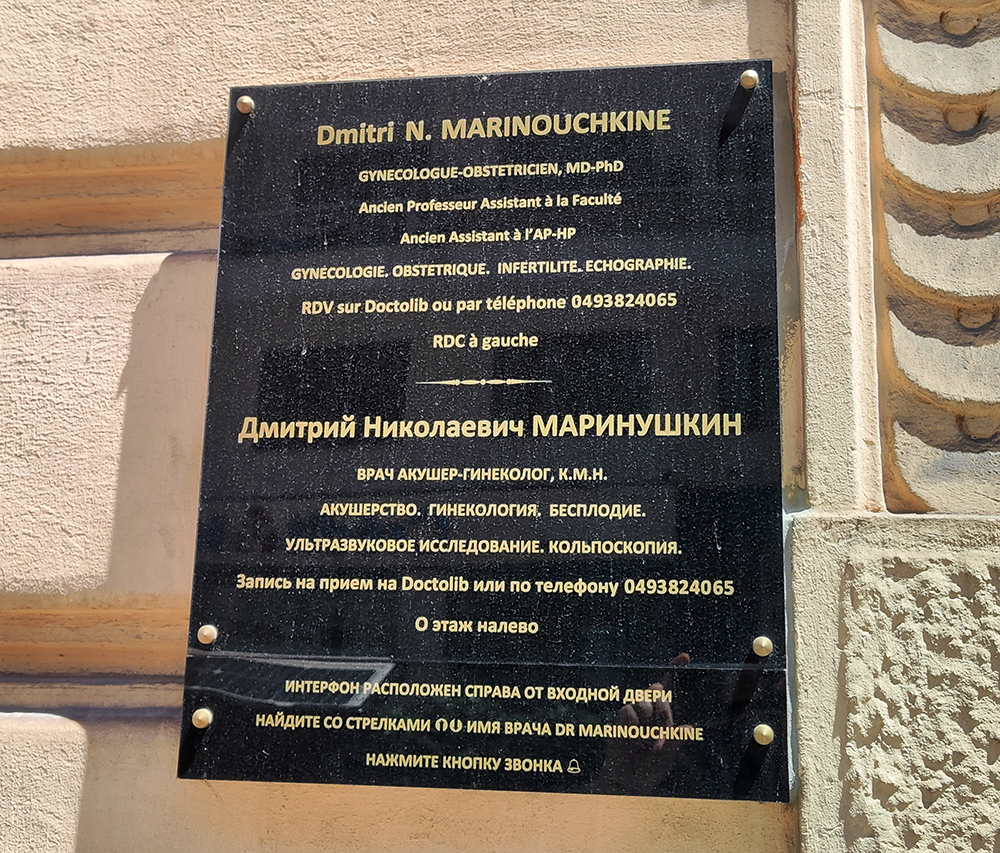 Dmitri N. MARINOUCHKINE
GYNECOLOGUE-OBSTETRICIEN, MD-PhD
Ancien Professeur Assistant à la Faculté
Ancien Assistant à l'AP-HP
GYNÉCOLOGIE. OBSTETRIQUE. INFERTILITE. ECHOGRAPHIE.
RDV sur Doctolib ou par téléphone 0493824065
RDC à gauche
Дмитрий Николаевич МАРИНУШКИН
ВРАЧ АКУШЕР-ГИНЕКОЛОГ, К.М.Н.
АКУШЕРСТВО. ГИНЕКОЛОГИЯ. БЕСПЛОДИЕ.
УЛЬТРАЗВУКОВОЕ ИССЛЕДОВАНИЕ. КОЛЬПОСКОПИЯ.
Запись на прием на Doctolib или по телефону 0493824065
О этаж налево
ИНТЕРФОН РАСПОЛОЖЕН СПРАВА ОТ ВХОДНОЙ ДВЕРИ
НАЙДИТЕ СО СТРЕЛКАМИ ИМЯ ВРАЧА DR MARINOUCHKINE
НАЖМИТЕ КНОПКУ ЗВОНКА